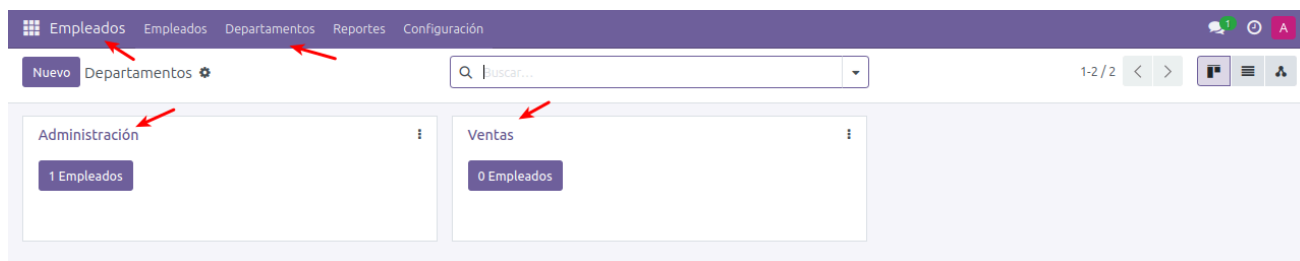 Empleados Empleados Departamentos Reportes Configuración 1 A
Nuevo Departamentos Buscar... 1-2 / 2
Administración Ventas
1 Empleados 0 Empleados